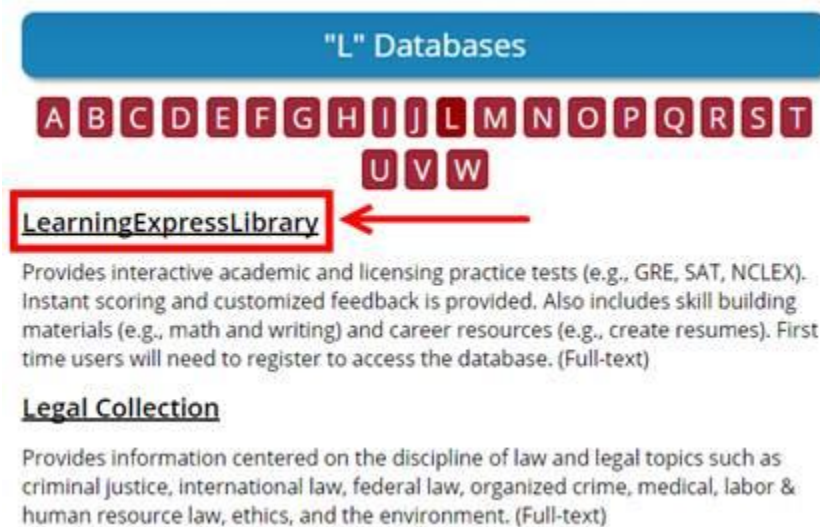 "L" Databases
A B C D E F G H I J L M N O P Q R S T
U V W
LearningExpressLibrary
Provides interactive academic and licensing practice tests (e.g., GRE, SAT, NCLEX).
Instant scoring and customized feedback is provided. Also includes skill building
materials (e.g., math and writing) and career resources (e.g., create resumes). First
time users will need to register to access the database. (Full-text)
Legal Collection
Provides information centered on the discipline of law and legal topics such as
criminal justice, international law, federal law, organized crime, medical, labor &
human resource law, ethics, and the environment. (Full-text)